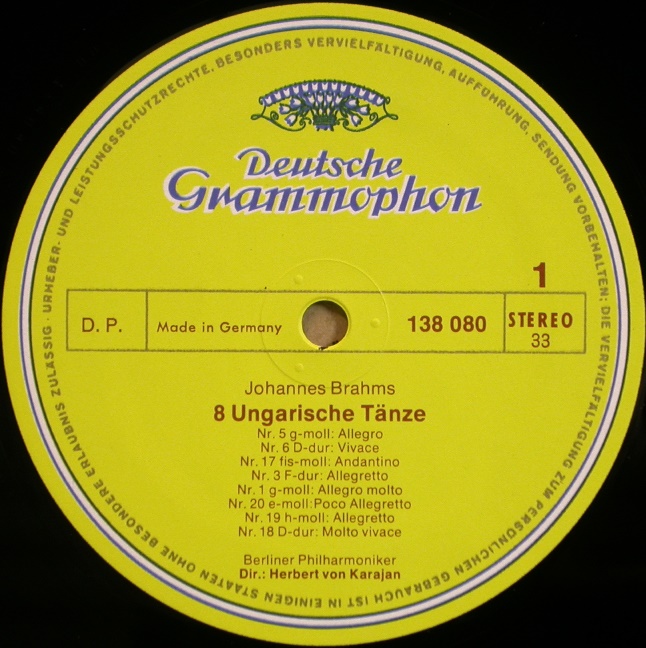 URHEBER- UND LEISTUNGSSCHUTZRECHTE, BESONDERS VERVIELFÄLTIGUNG, AUFFÜHRUNG, SENDUNG VORBEHALTEN; DIE VERVIELFÄLTIGUNG ZUM PERSÖNLICHEN GEBRAUCH IST IN EINIGEN STAATEN OHNE BESONDERE ERLAUBNIS ZULÄSSIG ·
Deutsche
Grammophon
1
D. P.
Made in Germany
138 080
STEREO
33
Johannes Brahms
8 Ungarische Tänze
Nr. 5 g-moll: Allegro
Nr. 6 D-dur: Vivace
Nr. 17 fis-moll: Andantino
Nr. 3 F-dur: Allegretto
Nr. 1 g-moll: Allegro molto
Nr. 20 e-moll: Poco Allegretto
Nr. 19 h-moll: Allegretto
Nr. 18 D-dur: Molto vivace
Berliner Philharmoniker
Dir.: Herbert von Karajan